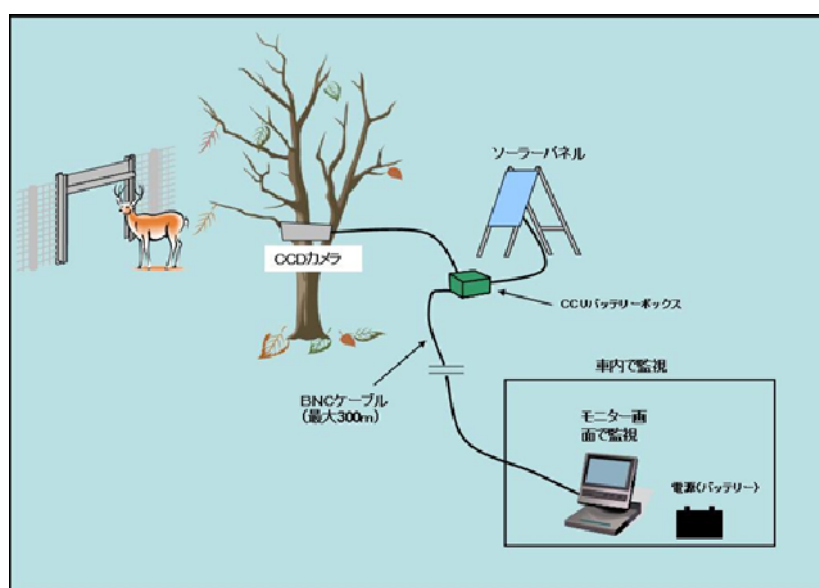 ソーラーパネル
CCDカメラ
CCUバッテリーボックス
車内で監視
BNCケーブル
(最大300m)
モニター画
面で監視
電源(バッテリー)